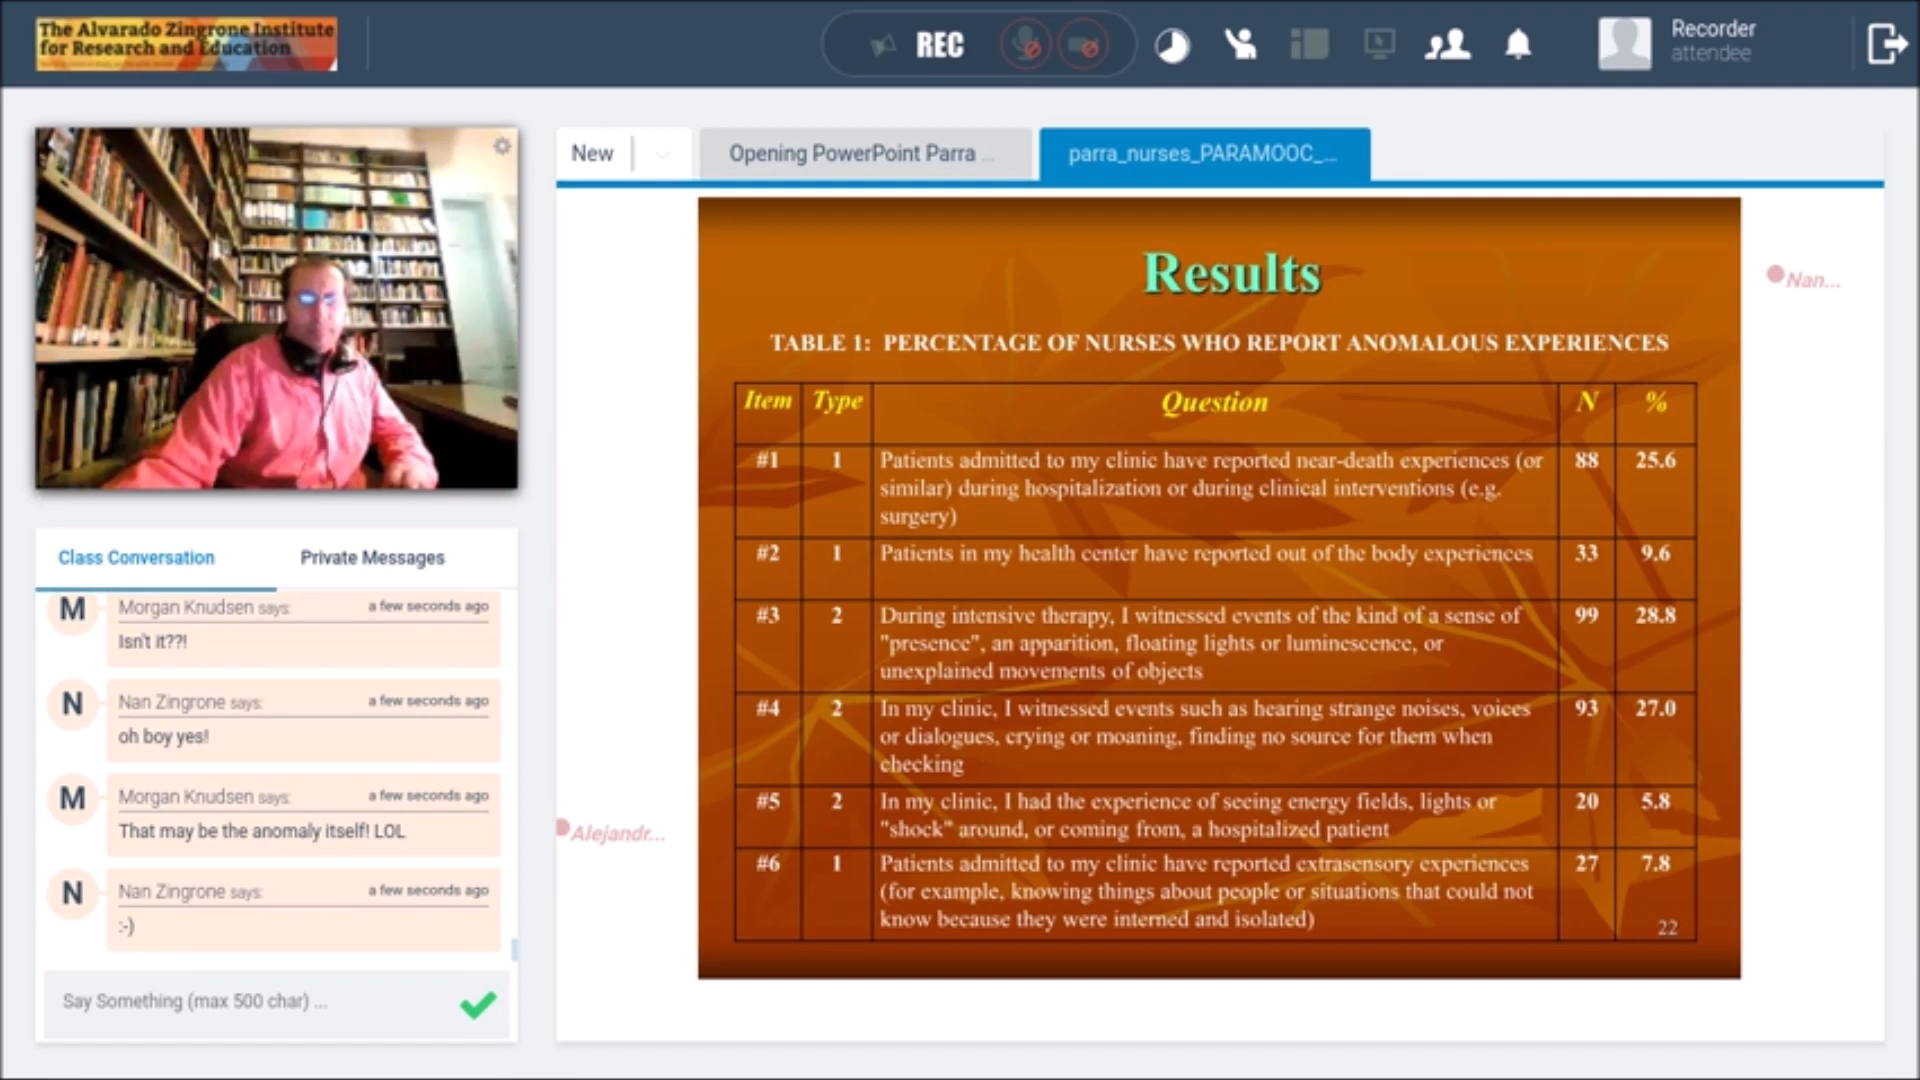 The Alvarado Zingrone Institute
for Research and Education
REC
Recorder
attendee
New
Opening PowerPoint Parra ...
parra_nurses_PARAMOOC_...
Class Conversation
Private Messages
M
Morgan Knudsen says:
a few seconds ago
Isn't it??!
N
Nan Zingrone says:
a few seconds ago
oh boy yes!
M
Morgan Knudsen says:
a few seconds ago
That may be the anomaly itself! LOL
N
Nan Zingrone says:
a few seconds ago
:-)
Say Something (max 500 char) ...
Nan...
Alejandr...
Results
TABLE 1: PERCENTAGE OF NURSES WHO REPORT ANOMALOUS EXPERIENCES
Item Type Question N %
#1 1 Patients admitted to my clinic have reported near-death experiences (or 88 25.6
similar) during hospitalization or during clinical interventions (e.g.
surgery)
#2 1 Patients in my health center have reported out of the body experiences 33 9.6
#3 2 During intensive therapy, I witnessed events of the kind of a sense of 99 28.8
"presence", an apparition, floating lights or luminescence, or
unexplained movements of objects
#4 2 In my clinic, I witnessed events such as hearing strange noises, voices 93 27.0
or dialogues, crying or moaning, finding no source for them when
checking
#5 2 In my clinic, I had the experience of seeing energy fields, lights or 20 5.8
"shock" around, or coming from, a hospitalized patient
#6 1 Patients admitted to my clinic have reported extrasensory experiences 27 7.8
(for example, knowing things about people or situations that could not
know because they were interned and isolated)
22